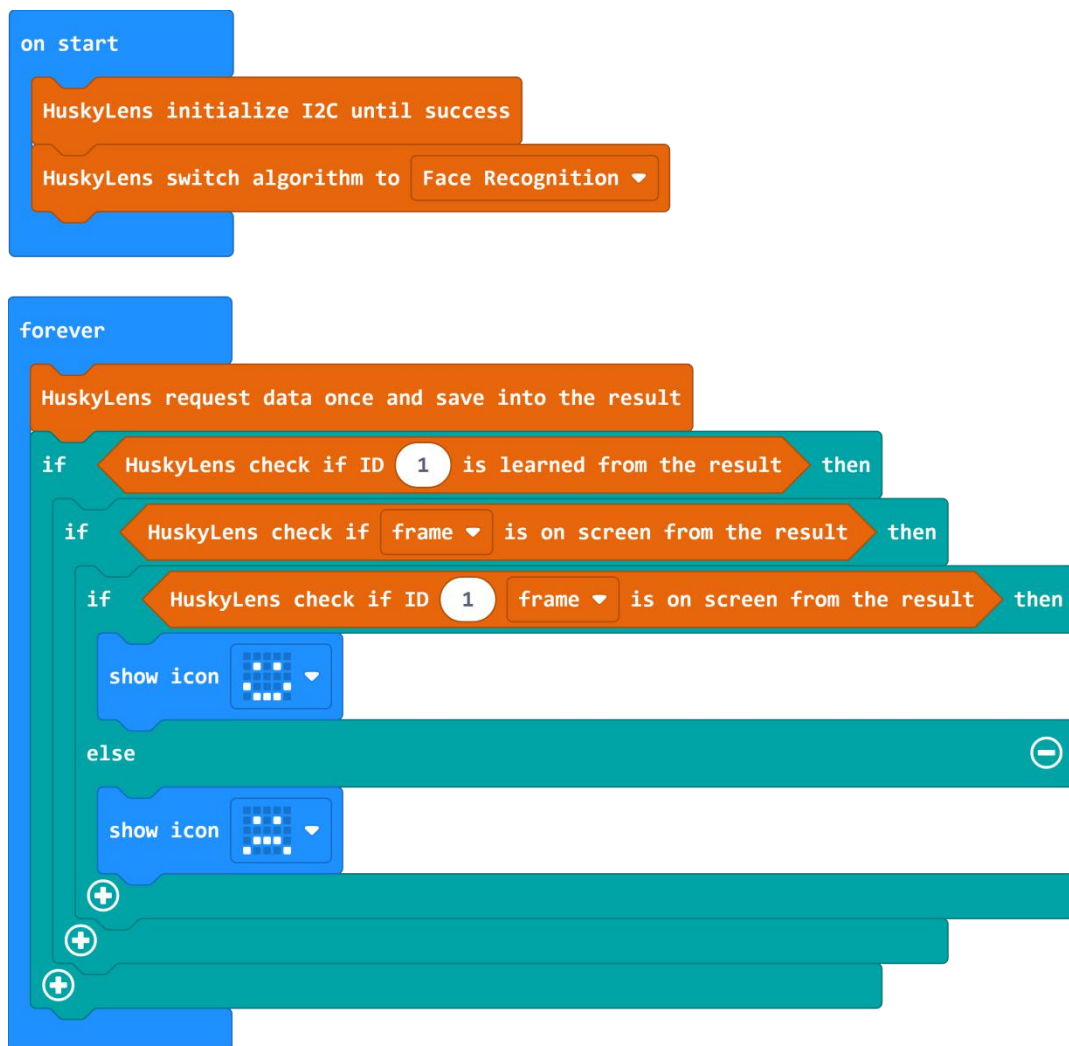 on start
HuskyLens initialize I2C until success
HuskyLens switch algorithm to Face Recognition
forever
HuskyLens request data once and save into the result
if HuskyLens check if ID 1 is learned from the result then
if HuskyLens check if frame is on screen from the result then
if HuskyLens check if ID 1 frame is on screen from the result then
show icon
else
show icon